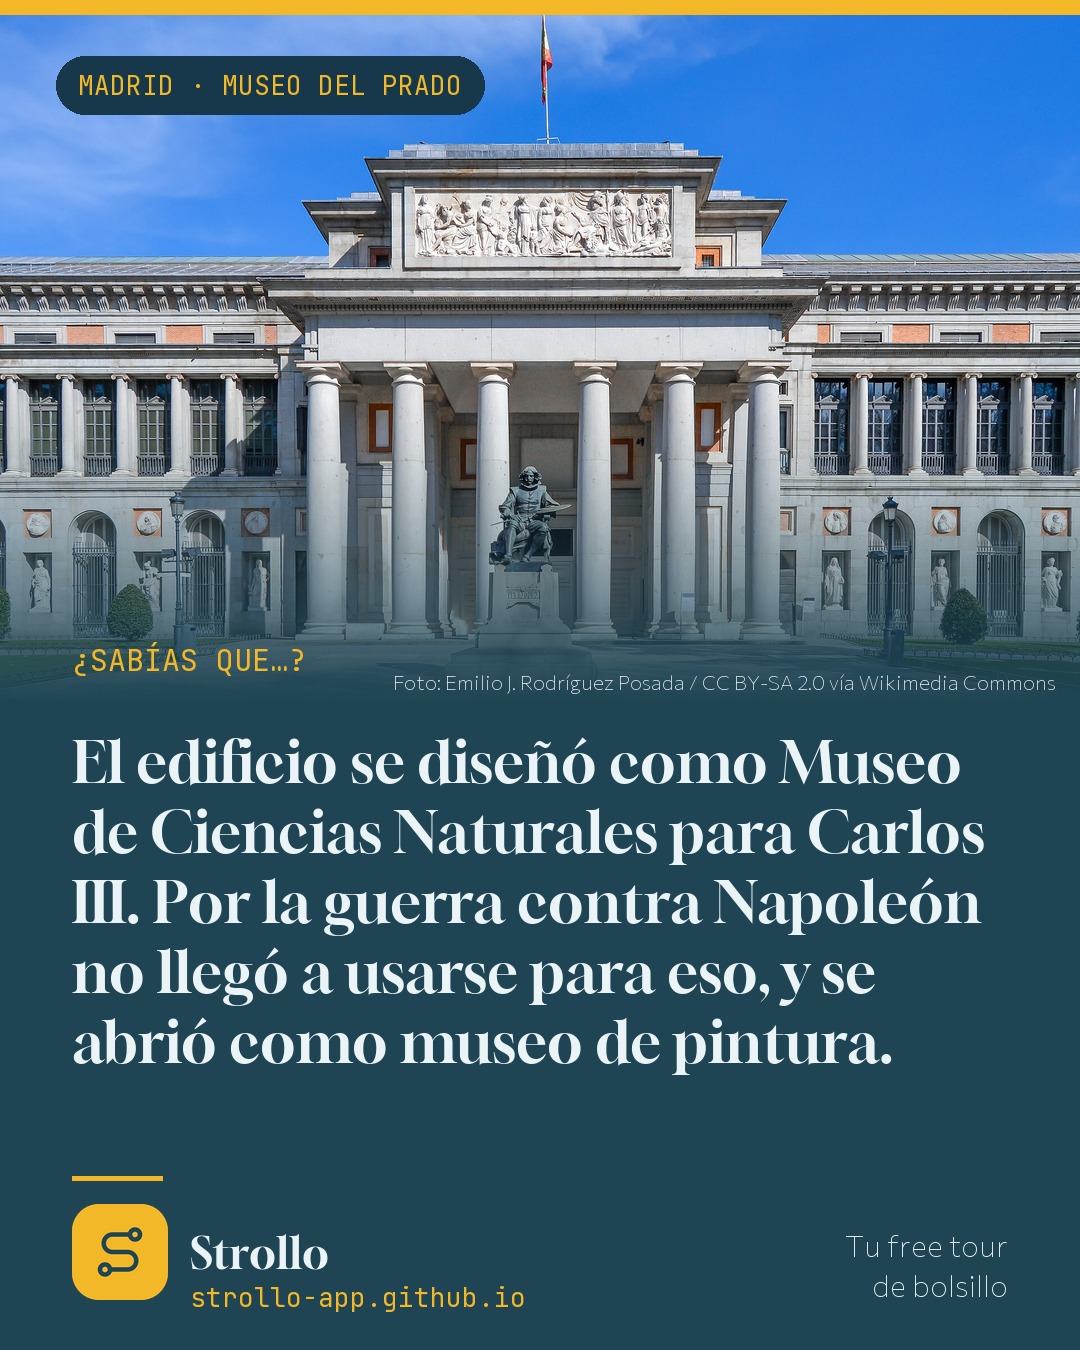 MADRID · MUSEO DEL PRADO
¿SABÍAS QUE…?
Foto: Emilio J. Rodríguez Posada / CC BY-SA 2.0 vía Wikimedia Commons
El edificio se diseñó como Museo
de Ciencias Naturales para Carlos
III. Por la guerra contra Napoleón
no llegó a usarse para eso, y se
abrió como museo de pintura.
Strollo
strollo-app.github.io
Tu free tour
de bolsillo